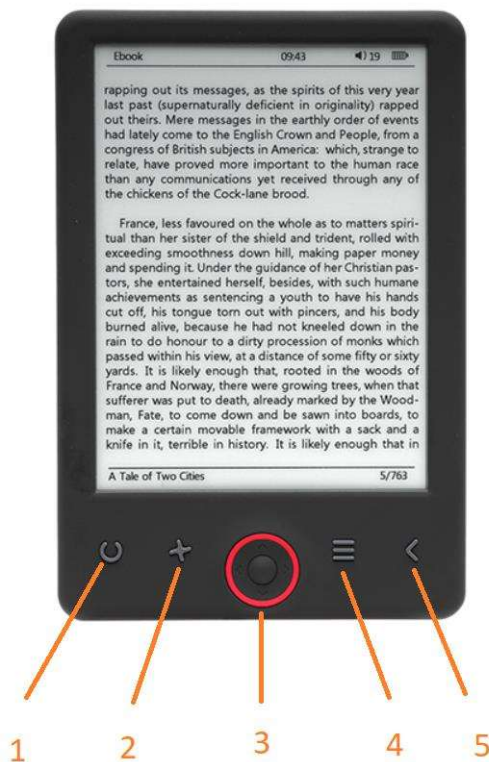 Ebook 09:43 19
rapping out its messages, as the spirits of this very year
last past (supernaturally deficient in originality) rapped
out theirs. Mere messages in the earthly order of events
had lately come to the English Crown and People, from a
congress of British subjects in America: which, strange to
relate, have proved more important to the human race
than any communications yet received through any of
the chickens of the Cock-lane brood.
France, less favoured on the whole as to matters spiri-
tual than her sister of the shield and trident, rolled with
exceeding smoothness down hill, making paper money
and spending it. Under the guidance of her Christian pas-
tors, she entertained herself, besides, with such humane
achievements as sentencing a youth to have his hands
cut off, his tongue torn out with pincers, and his body
burned alive, because he had not kneeled down in the
rain to do honour to a dirty procession of monks which
passed within his view, at a distance of some fifty or sixty
yards. It is likely enough that, rooted in the woods of
France and Norway, there were growing trees, when that
sufferer was put to death, already marked by the Wood-
man, Fate, to come down and be sawn into boards, to
make a certain movable framework with a sack and a
knife in it, terrible in history. It is likely enough that in
A Tale of Two Cities 5/763
1 2 3 4 5